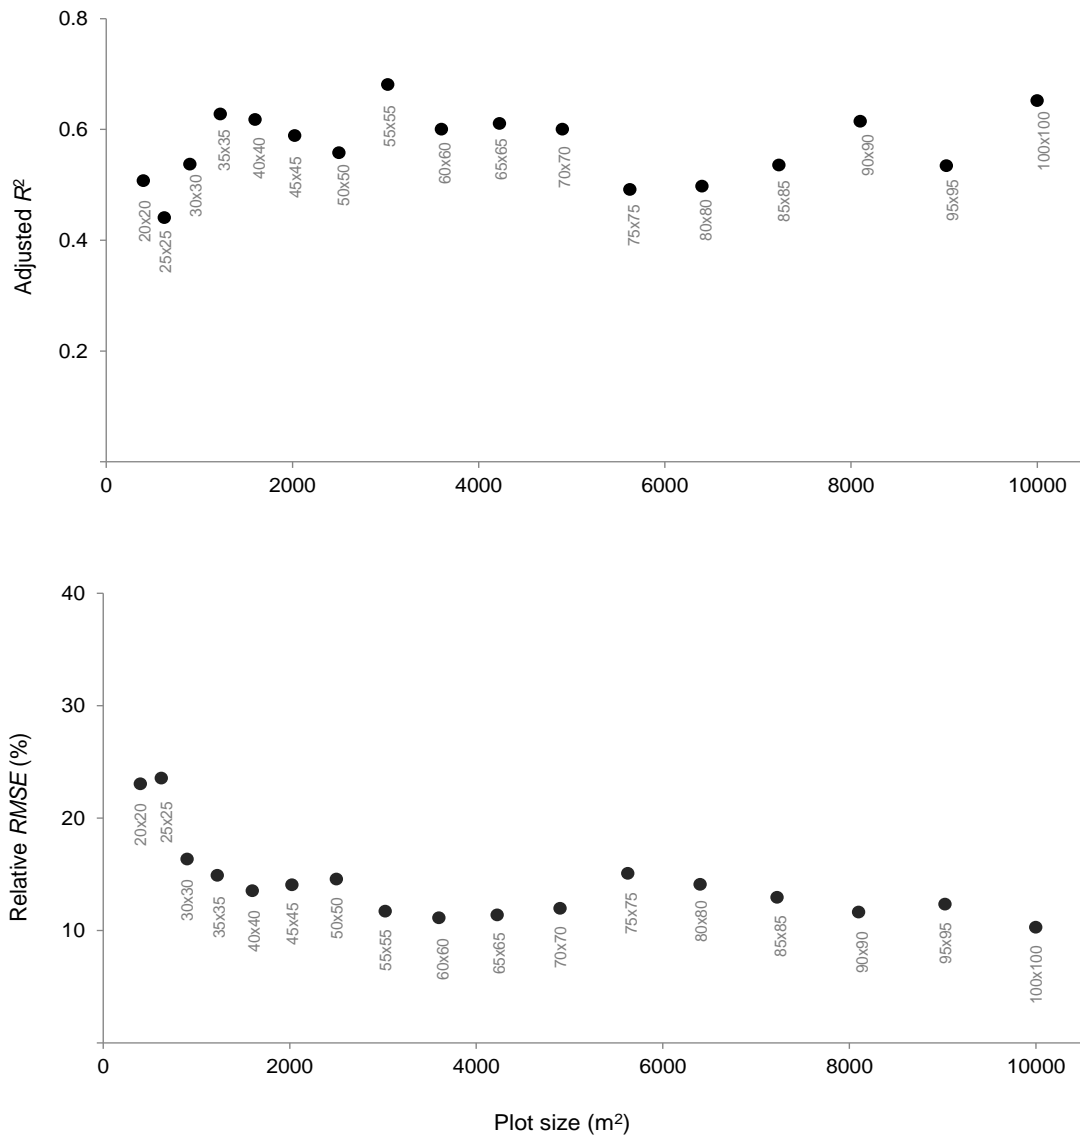 0.8
0.6
0.4
0.2
Adjusted R²
20x20
25x25
30x30
35x35
40x40
45x45
50x50
55x55
60x60
65x65
70x70
75x75
80x80
85x85
90x90
95x95
100x100
0 2000 4000 6000 8000 10000
40
30
20
10
Relative RMSE (%)
20x20
25x25
30x30
35x35
40x40
45x45
50x50
55x55
60x60
65x65
70x70
75x75
80x80
85x85
90x90
95x95
100x100
0 2000 4000 6000 8000 10000
Plot size (m²)